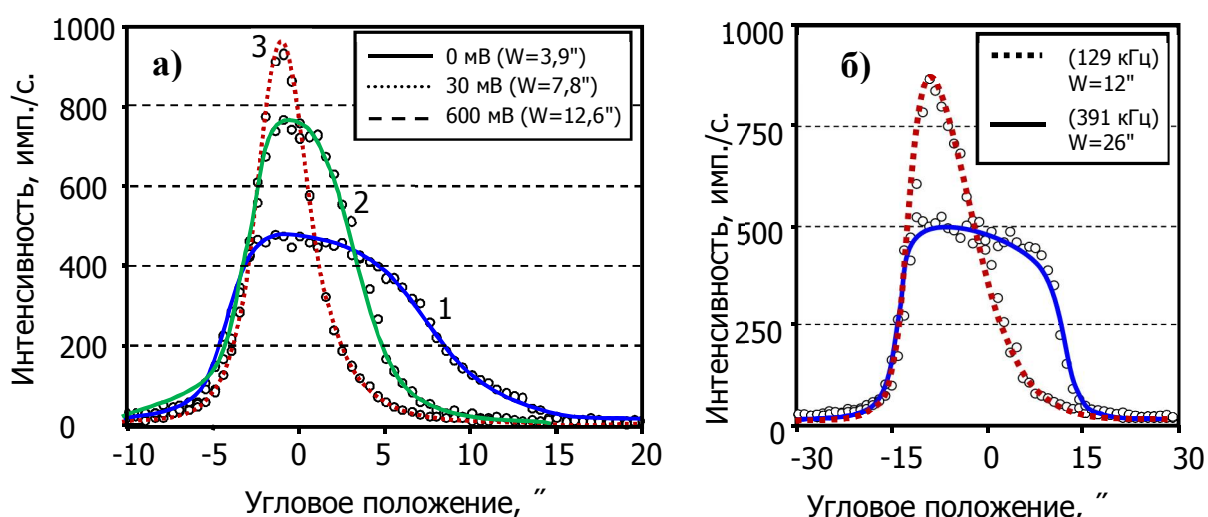 а)
Интенсивность, имп./с.
1000
800
600
400
200
0
-10
-5
0
5
10
15
20
Угловое положение, ″
3
2
1
0 мВ (W=3,9")
30 мВ (W=7,8")
600 мВ (W=12,6")
б)
Интенсивность, имп./с.
1000
750
500
250
0
-30
-15
0
15
30
Угловое положение, ″
(129 кГц)
W=12"
(391 кГц)
W=26"